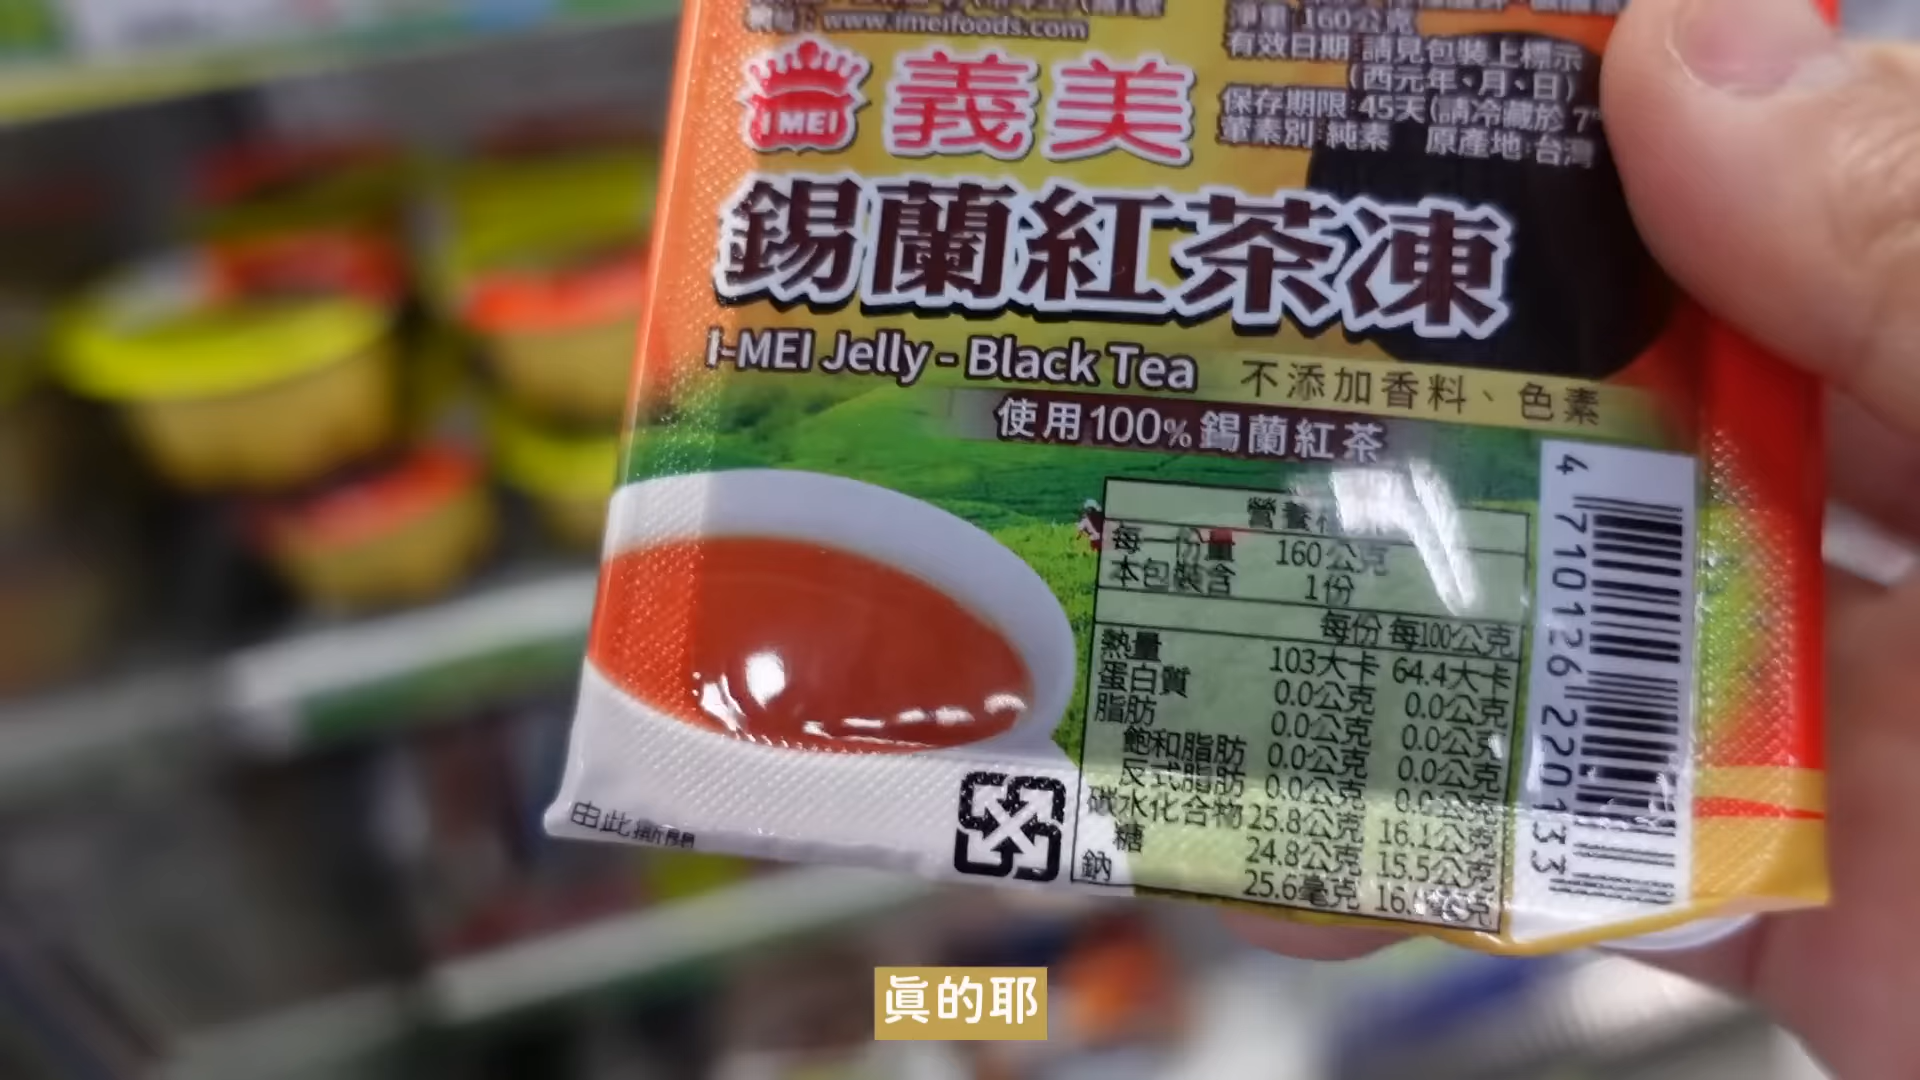 www.imeifoods.com
淨重:160公克
有效日期:請見包裝上標示
(西元年、月、日)
保存期限:45天(請冷藏於7
葷素別:純素 原產地:台灣
I MEI
義美
錫蘭紅茶凍
I-MEI Jelly - Black Tea
不添加香料、色素
使用100%錫蘭紅茶
營養
每一份量 160公克
本包裝含 1份
每份 每100公克
熱量 103大卡 64.4大卡
蛋白質 0.0公克 0.0公克
脂肪 0.0公克 0.0公克
飽和脂肪 0.0公克 0.0公克
反式脂肪 0.0公克 0.0公克
碳水化合物 25.8公克 16.1公克
糖 24.8公克 15.5公克
鈉 25.6毫克 16. 毫克
4 710126 220133
由此撕開
真的耶